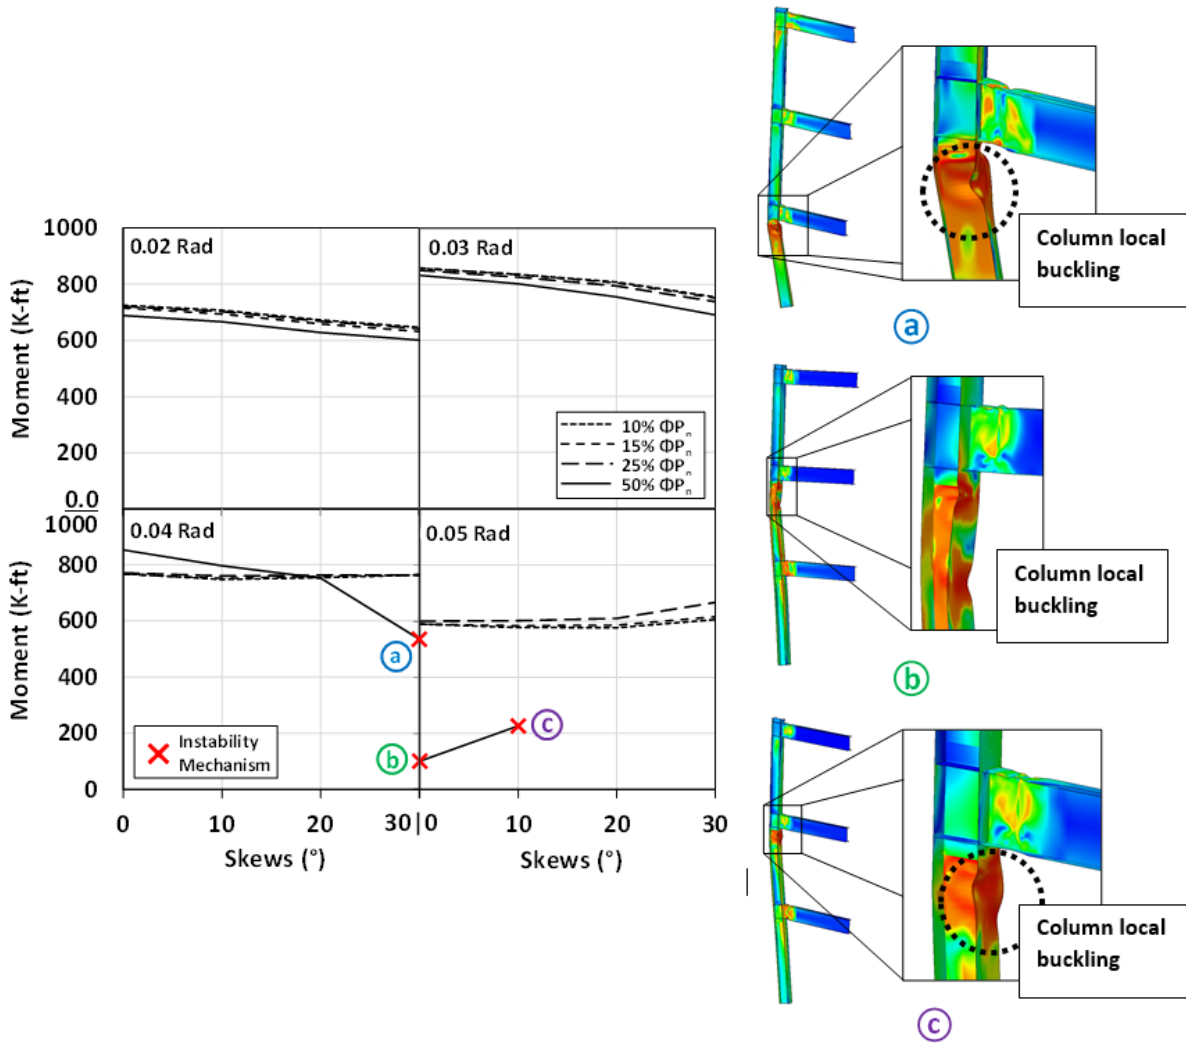 1000
800
600
400
200
0.0
Moment (K-ft)
0.02 Rad
0.03 Rad
10% ΦPn
15% ΦPn
25% ΦPn
50% ΦPn
1000
800
600
400
200
0
Moment (K-ft)
0.04 Rad
0.05 Rad
a
b
c
Instability
Mechanism
0
10
20
30
0
10
20
30
Skews (°)
Skews (°)
Column local
buckling
a
Column local
buckling
b
Column local
buckling
c